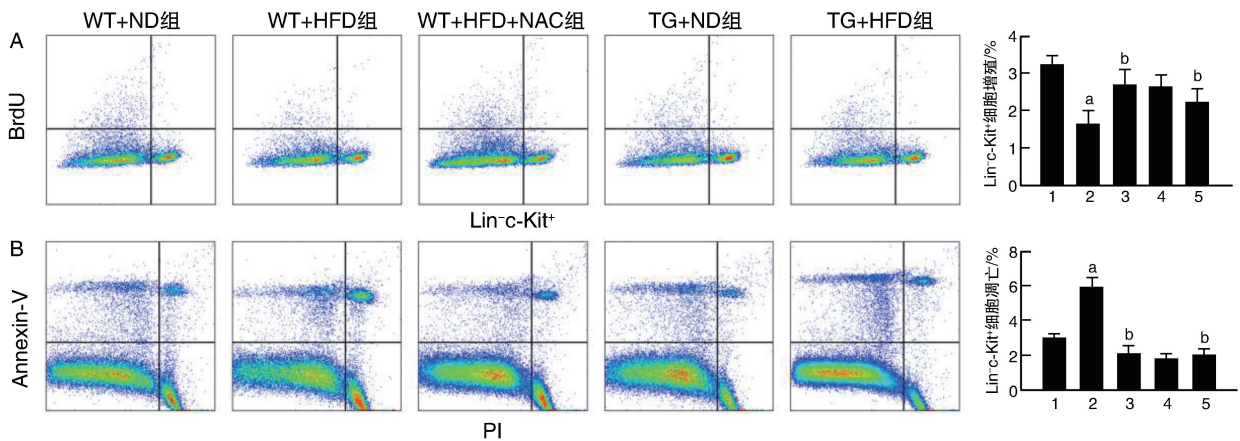 WT+ND组 WT+HFD组 WT+HFD+NAC组 TG+ND组 TG+HFD组
A
BrdU
Lin⁻c-Kit⁺
Lin⁻c-Kit⁺细胞增殖/%
4
3
2
1
0
a
b
b
1 2 3 4 5
B
Annexin-V
PI
Lin⁻c-Kit⁺细胞凋亡/%
8
6
4
2
0
a
b
b
1 2 3 4 5